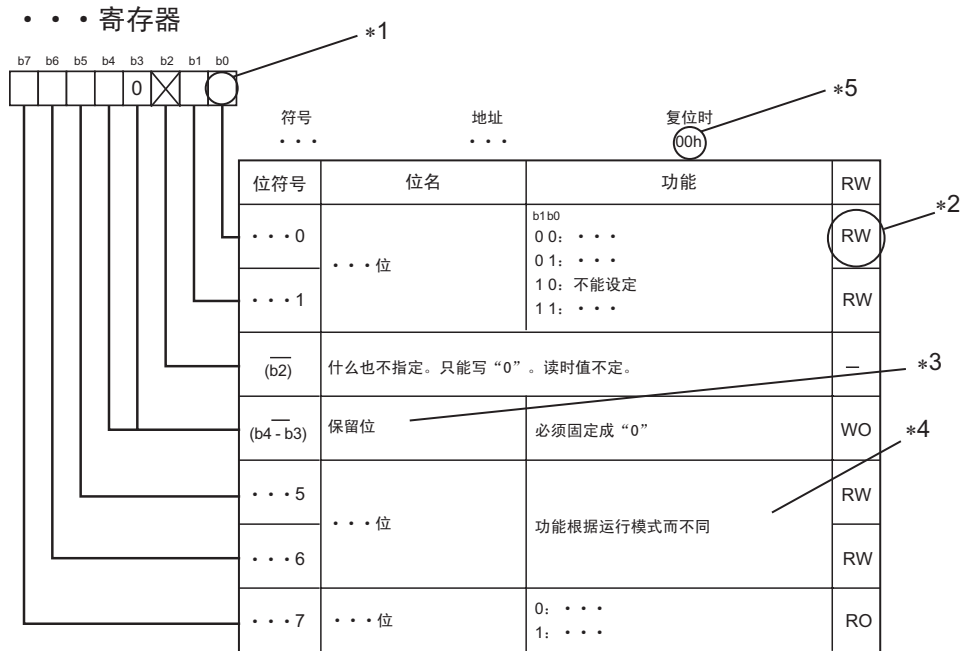 ・・・寄存器
*1
b7 b6 b5 b4 b3 b2 b1 b0
0
*5
符号 地址 复位时
・・・ ・・・ 00h
位符号 位名 功能 RW
*2
・・・0 ・・・位 b1b0 RW
0 0: ・・・
0 1: ・・・
・・・1 1 0: 不能设定 RW
1 1: ・・・
(b2) 什么也不指定。只能写“0”。读时值不定。 —
*3
(b4 - b3) 保留位 必须固定成“0” WO
*4
・・・5 ・・・位 功能根据运行模式而不同 RW
・・・6 RW
・・・7 ・・・位 0: ・・・ RO
1: ・・・